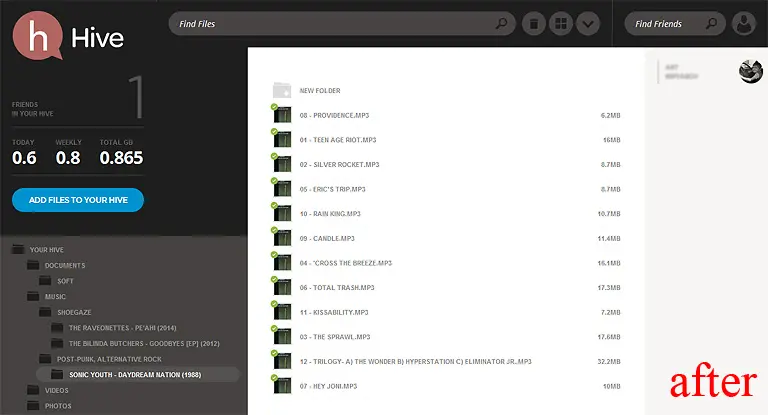 h Hive
Find Files
Find Friends
FRIENDS
IN YOUR HIVE
1
TODAY WEEKLY TOTAL GB
0.6 0.8 0.865
ADD FILES TO YOUR HIVE
YOUR HIVE
DOCUMENTS
SOFT
MUSIC
SHOEGAZE
THE RAVEONETTES - PE'AHI (2014)
THE BILINDA BUTCHERS - GOODBYES [EP] (2012)
POST-PUNK, ALTERNATIVE ROCK
SONIC YOUTH - DAYDREAM NATION (1988)
VIDEOS
PHOTOS
NEW FOLDER
08 - PROVIDENCE.MP3 6.2MB
01 - TEEN AGE RIOT.MP3 16MB
02 - SILVER ROCKET.MP3 8.7MB
05 - ERIC'S TRIP.MP3 8.7MB
10 - RAIN KING.MP3 10.7MB
09 - CANDLE.MP3 11.4MB
04 - 'CROSS THE BREEZE.MP3 16.1MB
06 - TOTAL TRASH.MP3 17.3MB
11 - KISSABILITY.MP3 7.2MB
03 - THE SPRAWL.MP3 17.6MB
12 - TRILOGY- A) THE WONDER B) HYPERSTATION C) ELIMINATOR JR..MP3 32.2MB
07 - HEY JONI.MP3 10MB
after